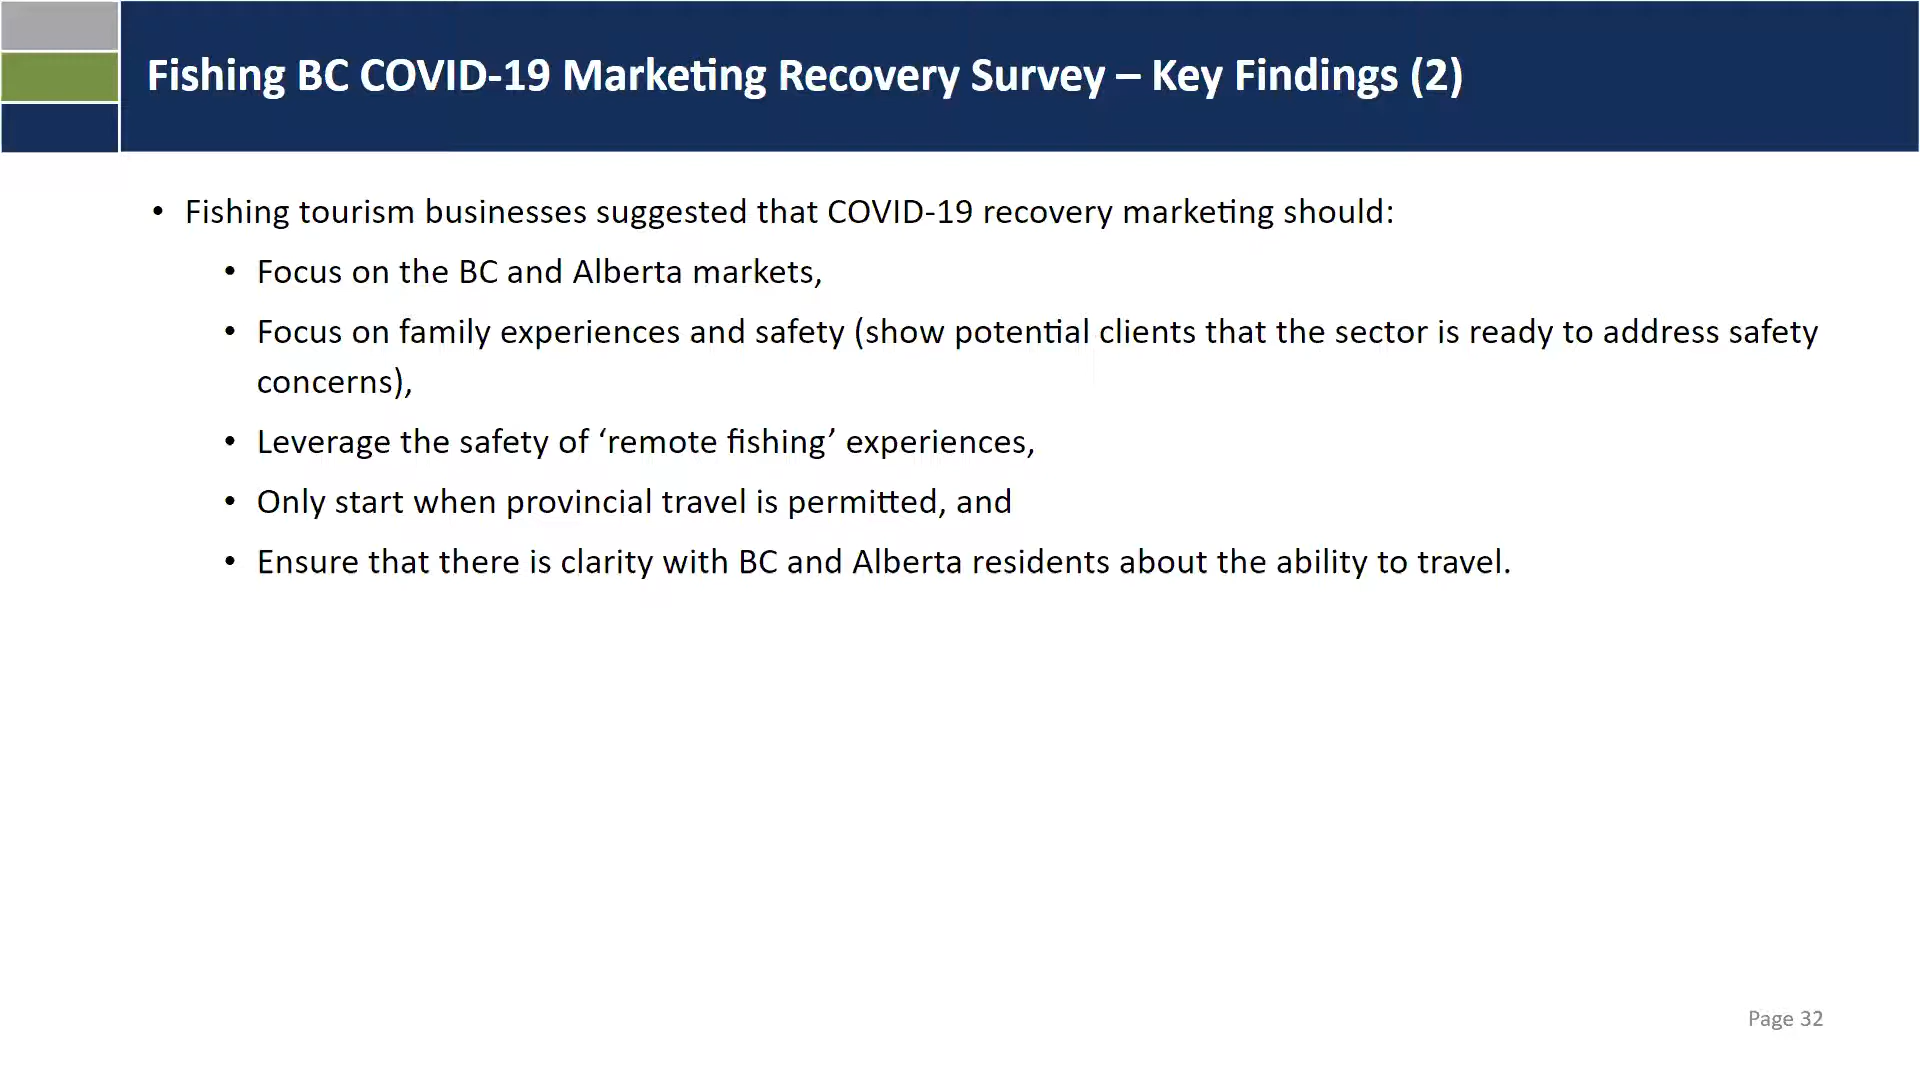 Fishing BC COVID-19 Marketing Recovery Survey – Key Findings (2)
• Fishing tourism businesses suggested that COVID-19 recovery marketing should:
• Focus on the BC and Alberta markets,
• Focus on family experiences and safety (show potential clients that the sector is ready to address safety
concerns),
• Leverage the safety of ‘remote fishing’ experiences,
• Only start when provincial travel is permitted, and
• Ensure that there is clarity with BC and Alberta residents about the ability to travel.
Page 32